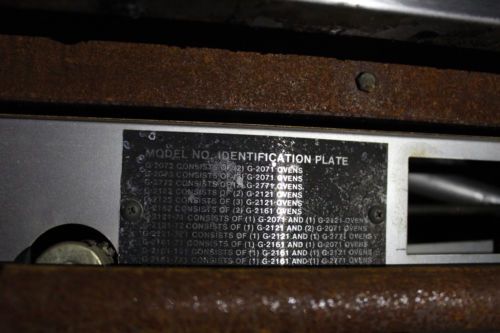 MODEL NO. IDENTIFICATION PLATE
G-2072 CONSISTS OF (2) G-2071 OVENS
CONSISTS OF (3) G-2071 OVENS
G-2772 CONSISTS OF (2) G-2771 OVENS
CONSISTS OF (2) G-2121 OVENS
CONSISTS OF (3) G-2121 OVENS
CONSISTS OF (2) G-2161 OVENS
CONSISTS OF (1) G-2071 AND (1) G-2121 OVENS
CONSISTS OF (1) G-2121 AND (2) G-2071 OVENS
CONSISTS OF (1) G-2121 AND (1) G-2771 OVENS
CONSISTS OF (1) G-2161 AND (1) G-2071 OVENS
CONSISTS OF (1) G-2161 AND (1) G-2121 OVENS
CONSISTS OF (1) G-2161 AND (1) G-2771 OVENS